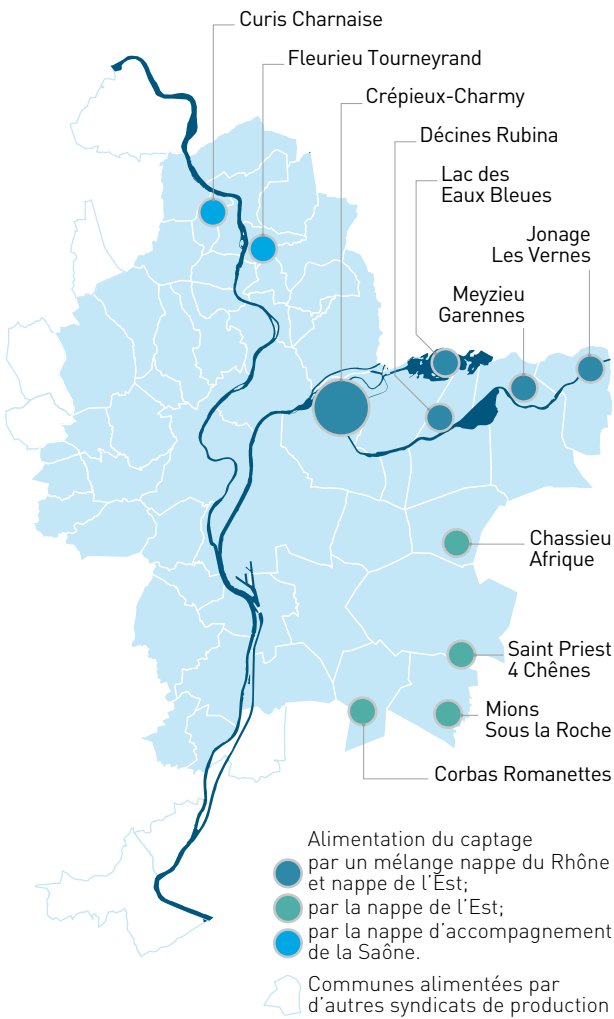 Curis Charnaise
Fleurieu Tourneyrand
Crépieux-Charmy
Décines Rubina
Lac des
Eaux Bleues
Jonage
Les Vernes
Meyzieu
Garennes
Chassieu
Afrique
Saint Priest
4 Chênes
Mions
Sous la Roche
Corbas Romanettes
Alimentation du captage
par un mélange nappe du Rhône
et nappe de l'Est;
par la nappe de l'Est;
par la nappe d'accompagnement
de la Saône.
Communes alimentées par
d'autres syndicats de production